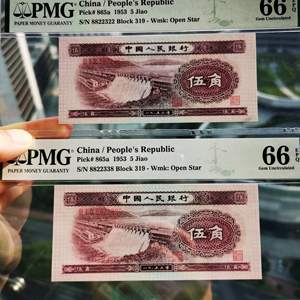 PMG
PAPER MONEY GUARANTY
China / People's Republic
Pick# 865a 1953 5 Jiao
S/N 8822322 Block 319 - Wmk: Open Star
66 EPQ
Gem Uncirculated
中国人民银行
伍角
PMG
PAPER MONEY GUARANTY
China / People's Republic
Pick# 865a 1953 5 Jiao
S/N 8822338 Block 319 - Wmk: Open Star
66 EPQ
Gem Uncirculated
中国人民银行
伍角